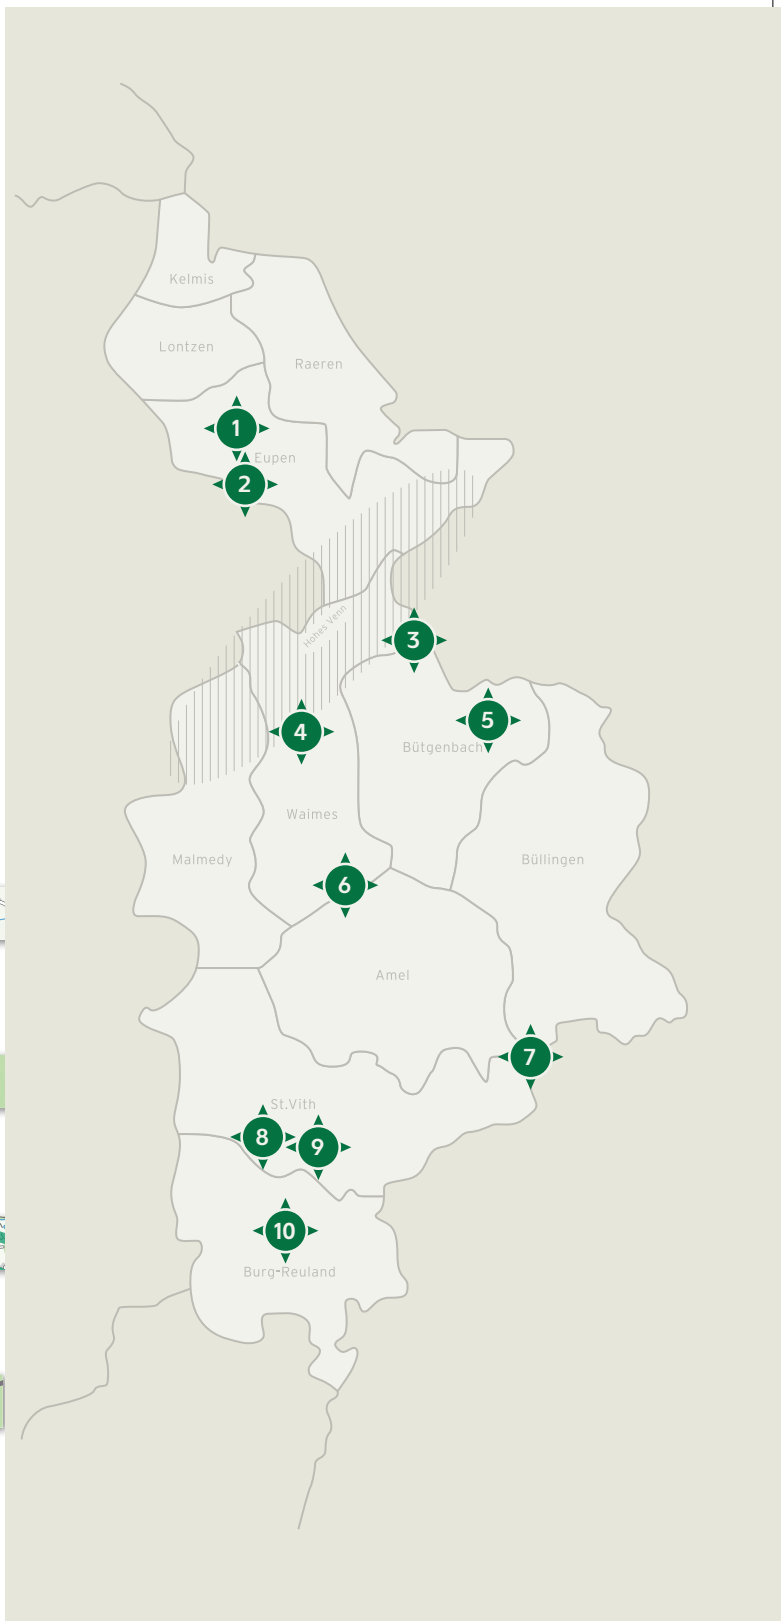 Kelmis
Lontzen
Raeren
1
Eupen
2
Hohes Venn
3
5
4
Bütgenbach
Waimes
Malmedy
Büllingen
6
Amel
7
St.Vith
8
9
10
Burg-Reuland